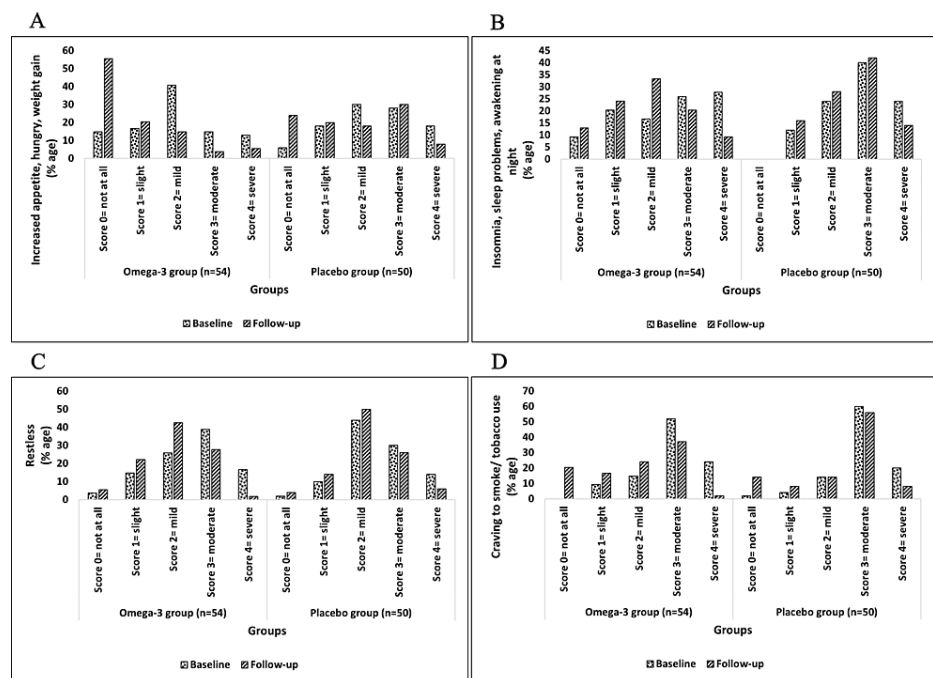 A
Increased appetite, hungry, weight gain
(% age)
60
50
40
30
20
10
0
Score 0= not at all
Score 1= slight
Score 2= mild
Score 3= moderate
Score 4= severe
Score 0= not at all
Score 1= slight
Score 2= mild
Score 3= moderate
Score 4= severe
Omega-3 group (n=54)
Placebo group (n=50)
Groups
Baseline
Follow-up
B
Insomnia, sleep problems, awakening at
night
(% age)
45
40
35
30
25
20
15
10
5
0
Score 0= not at all
Score 1= slight
Score 2= mild
Score 3= moderate
Score 4= severe
Score 0= not at all
Score 1= slight
Score 2= mild
Score 3= moderate
Score 4= severe
Omega-3 group (n=54)
Placebo group (n=50)
Groups
Baseline
Follow-up
C
Restless
(% age)
60
50
40
30
20
10
0
Score 0= not at all
Score 1= slight
Score 2= mild
Score 3= moderate
Score 4= severe
Score 0= not at all
Score 1= slight
Score 2= mild
Score 3= moderate
Score 4= severe
Omega-3 group (n=54)
Placebo group (n=50)
Groups
Baseline
Follow-up
D
Craving to smoke/ tobacco use
(% age)
70
60
50
40
30
20
10
0
Score 0= not at all
Score 1= slight
Score 2= mild
Score 3= moderate
Score 4= severe
Score 0= not at all
Score 1= slight
Score 2= mild
Score 3= moderate
Score 4= severe
Omega-3 group (n=54)
Placebo group (n=50)
Groups
Baseline
Follow-up